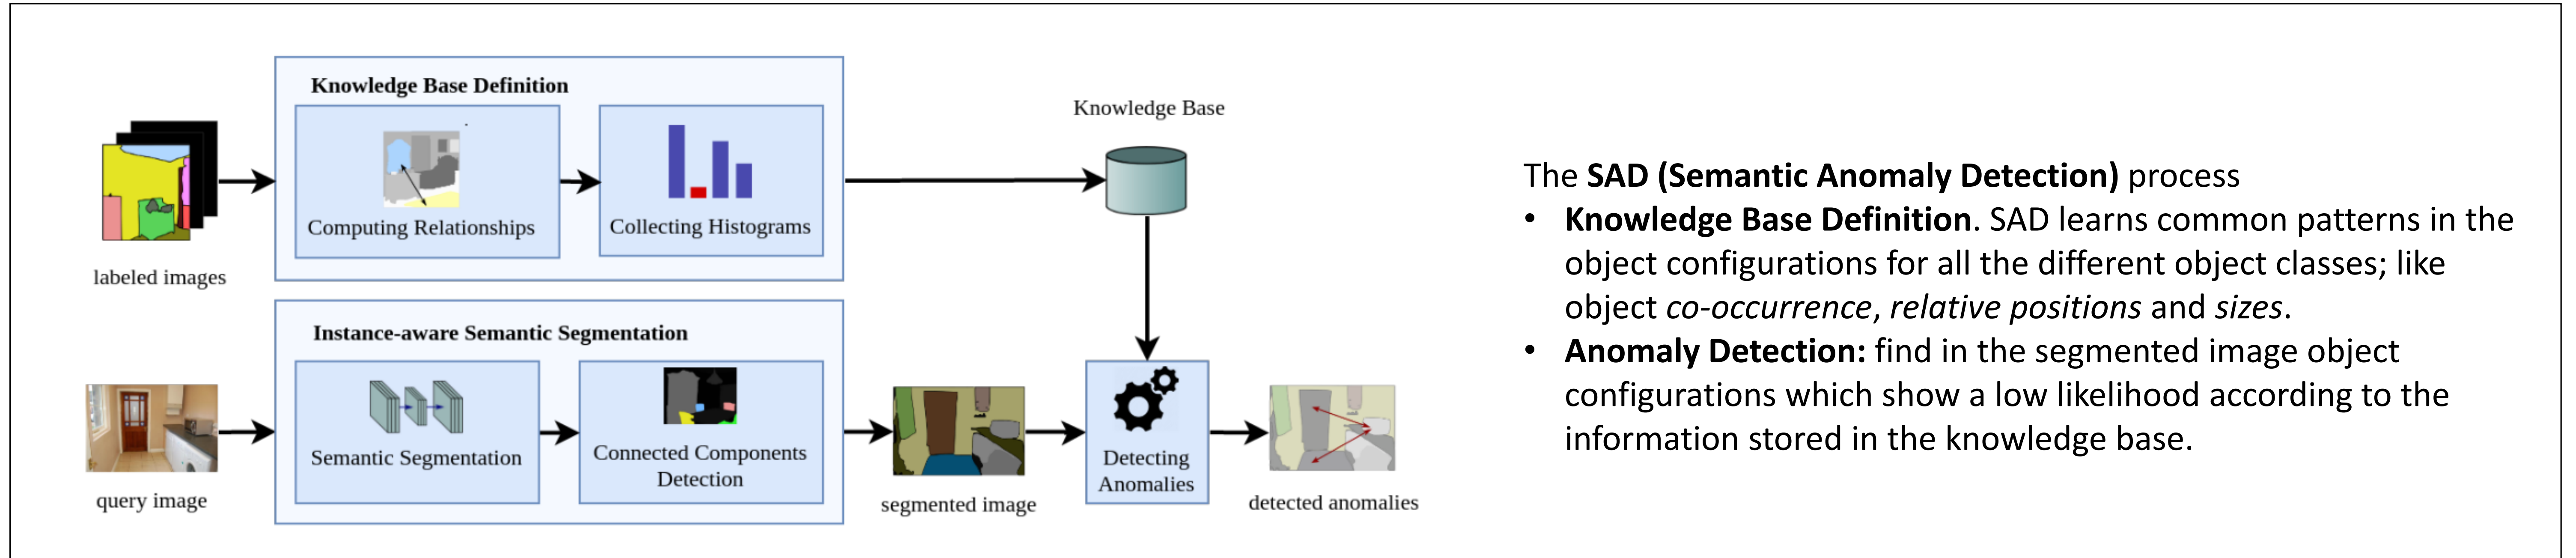 Knowledge Base Definition
Computing Relationships
Collecting Histograms
labeled images
Knowledge Base
Instance-aware Semantic Segmentation
Semantic Segmentation
Connected Components
Detection
query image
segmented image
Detecting
Anomalies
detected anomalies
The SAD (Semantic Anomaly Detection) process
• Knowledge Base Definition. SAD learns common patterns in the
object configurations for all the different object classes; like
object co-occurrence, relative positions and sizes.
• Anomaly Detection: find in the segmented image object
configurations which show a low likelihood according to the
information stored in the knowledge base.